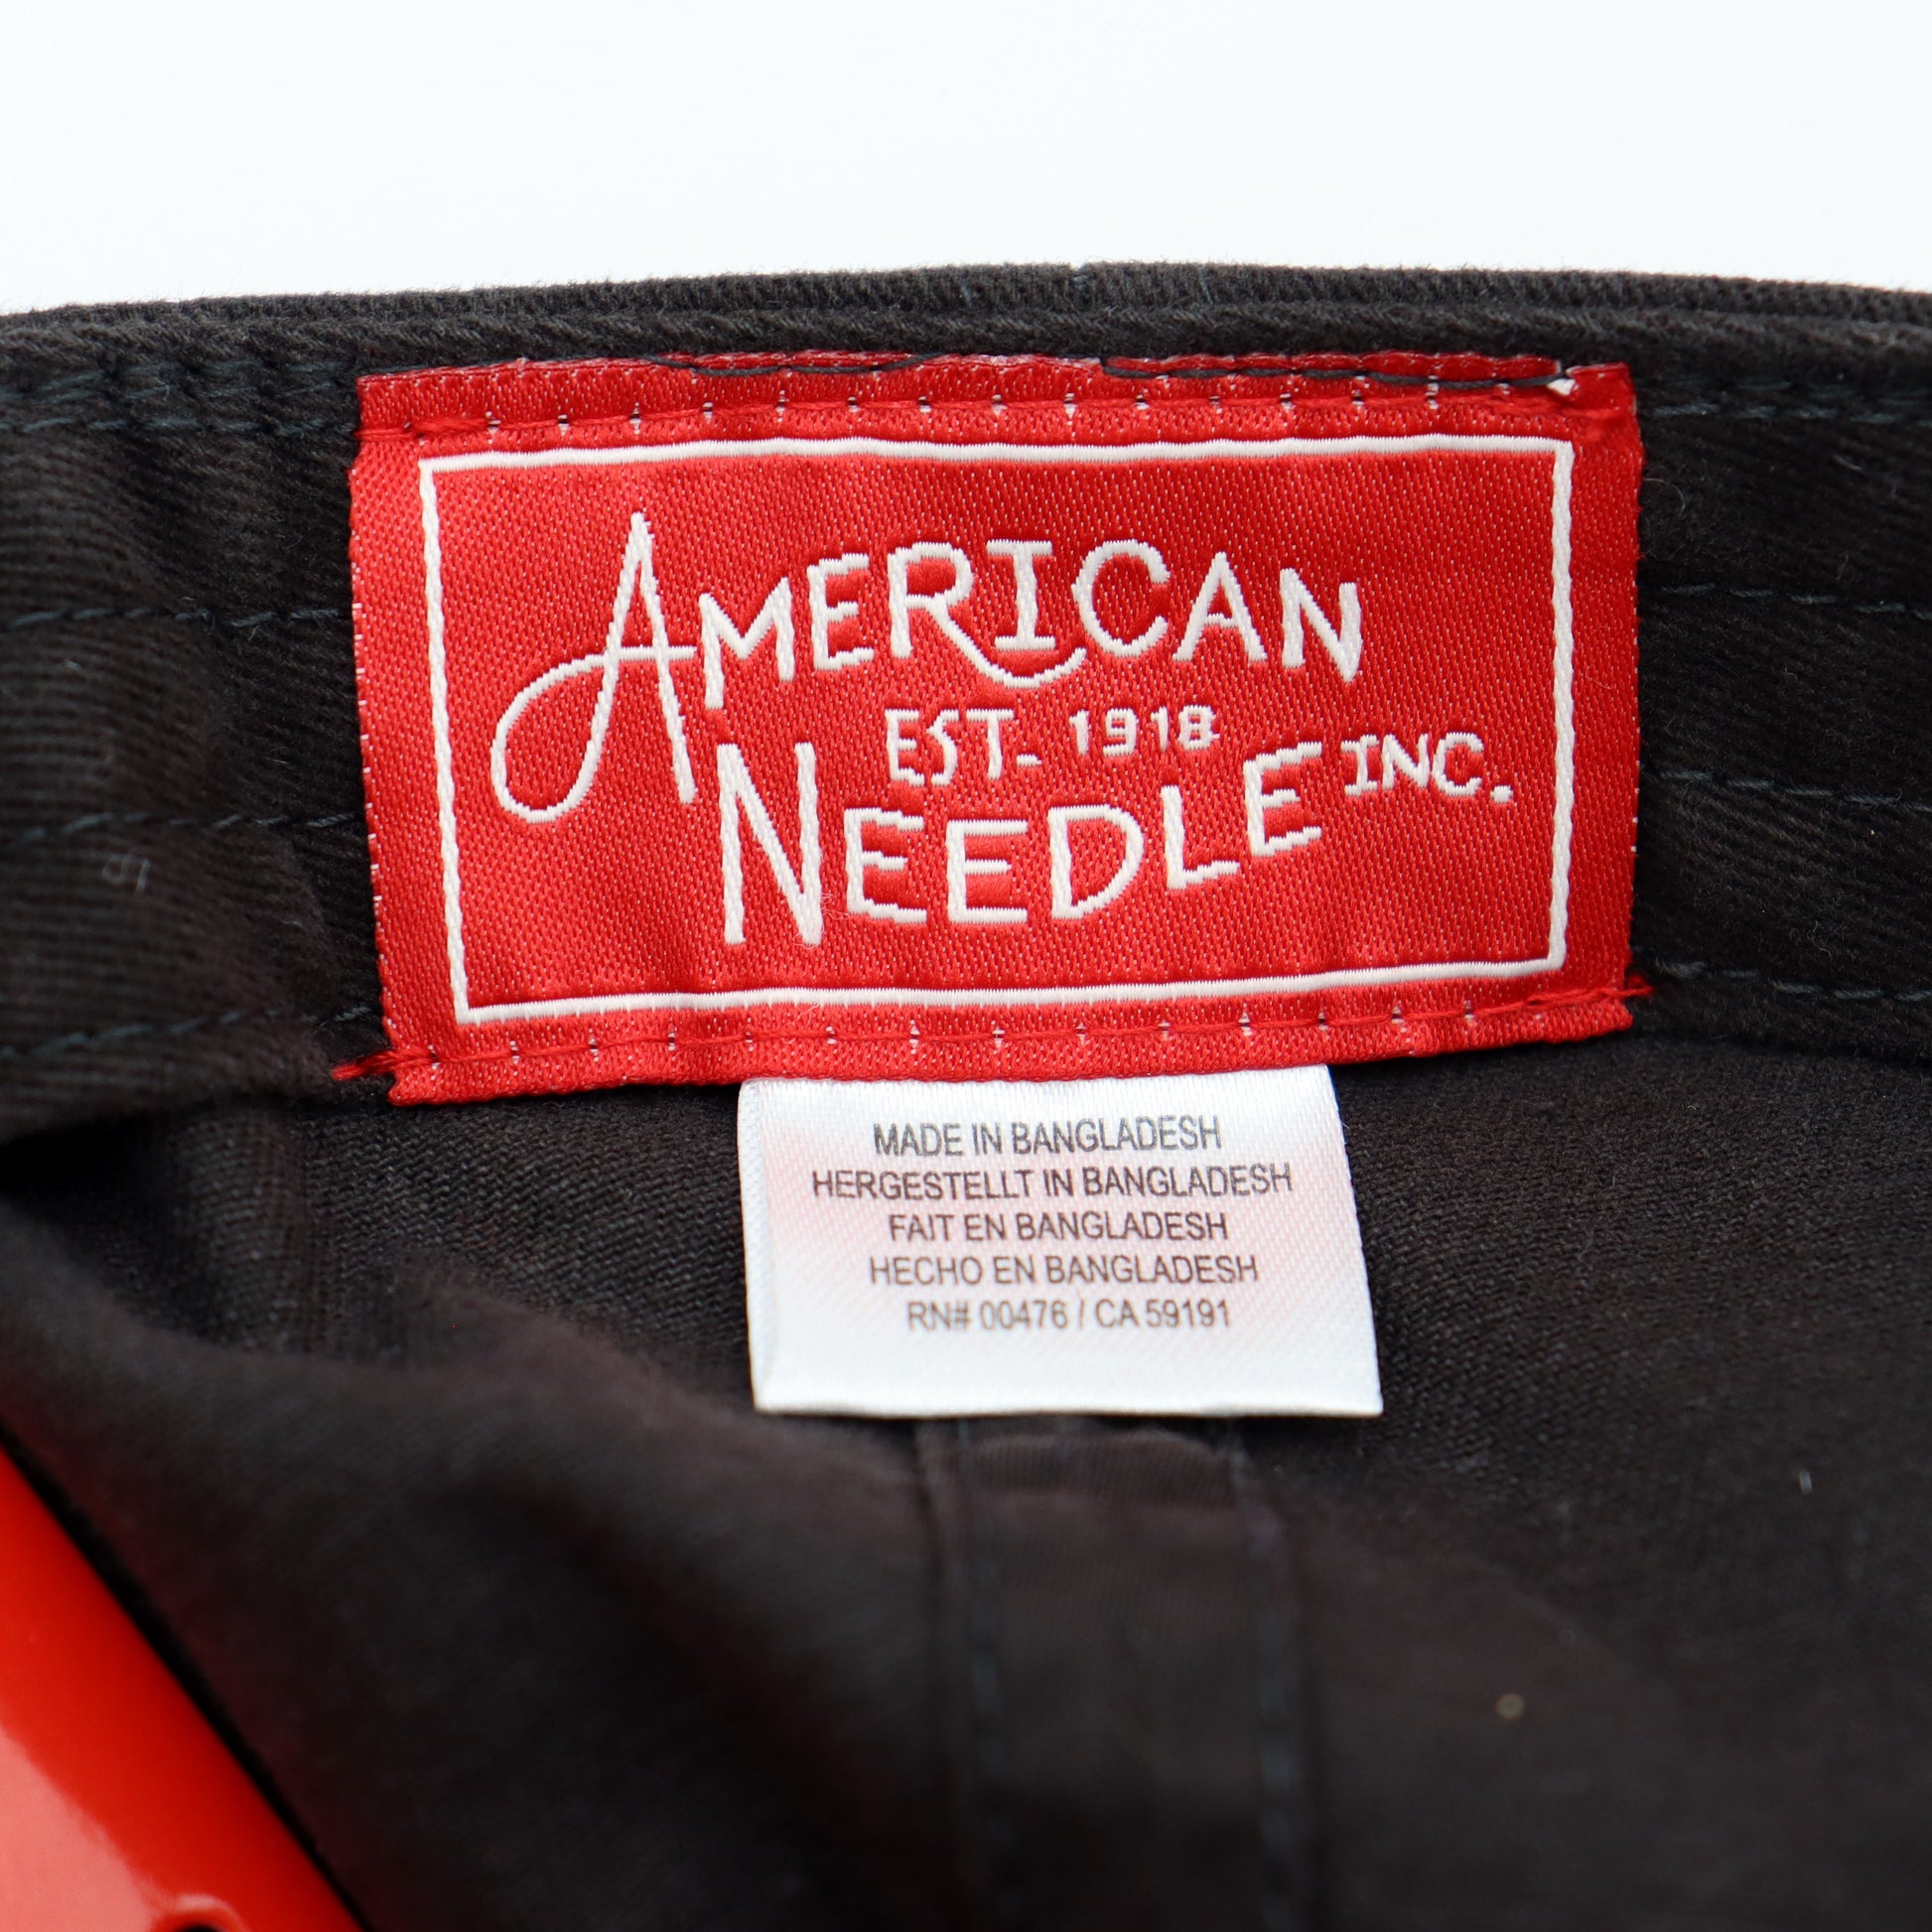 AMERICAN
EST. 1918
NEEDLE INC.
MADE IN BANGLADESH
HERGESTELLT IN BANGLADESH
FAIT EN BANGLADESH
HECHO EN BANGLADESH
RN# 00476 / CA 59191